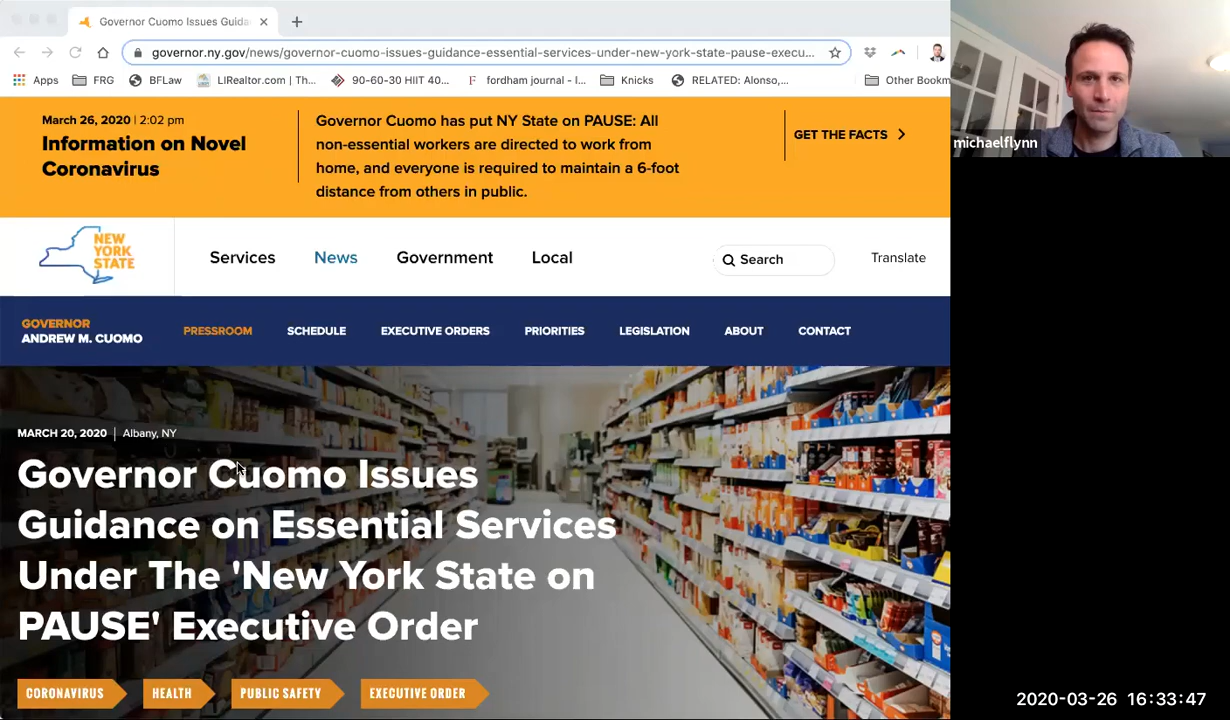 Governor Cuomo Issues Guida
governor.ny.gov/news/governor-cuomo-issues-guidance-essential-services-under-new-york-state-pause-execu...
Apps FRG BFLaw LIRealtor.com | Th... 90-60-30 HIIT 40... fordham journal - I... Knicks RELATED: Alonso,... Other Bookm
March 26, 2020 | 2:02 pm
Information on Novel
Coronavirus
Governor Cuomo has put NY State on PAUSE: All
non-essential workers are directed to work from
home, and everyone is required to maintain a 6-foot
distance from others in public.
GET THE FACTS
michaelflynn
NEW
YORK
STATE
Services News Government Local Search Translate
GOVERNOR
ANDREW M. CUOMO
PRESSROOM SCHEDULE EXECUTIVE ORDERS PRIORITIES LEGISLATION ABOUT CONTACT
MARCH 20, 2020 | Albany, NY
Governor Cuomo Issues
Guidance on Essential Services
Under The 'New York State on
PAUSE' Executive Order
CORONAVIRUS HEALTH PUBLIC SAFETY EXECUTIVE ORDER
2020-03-26 16:33:47